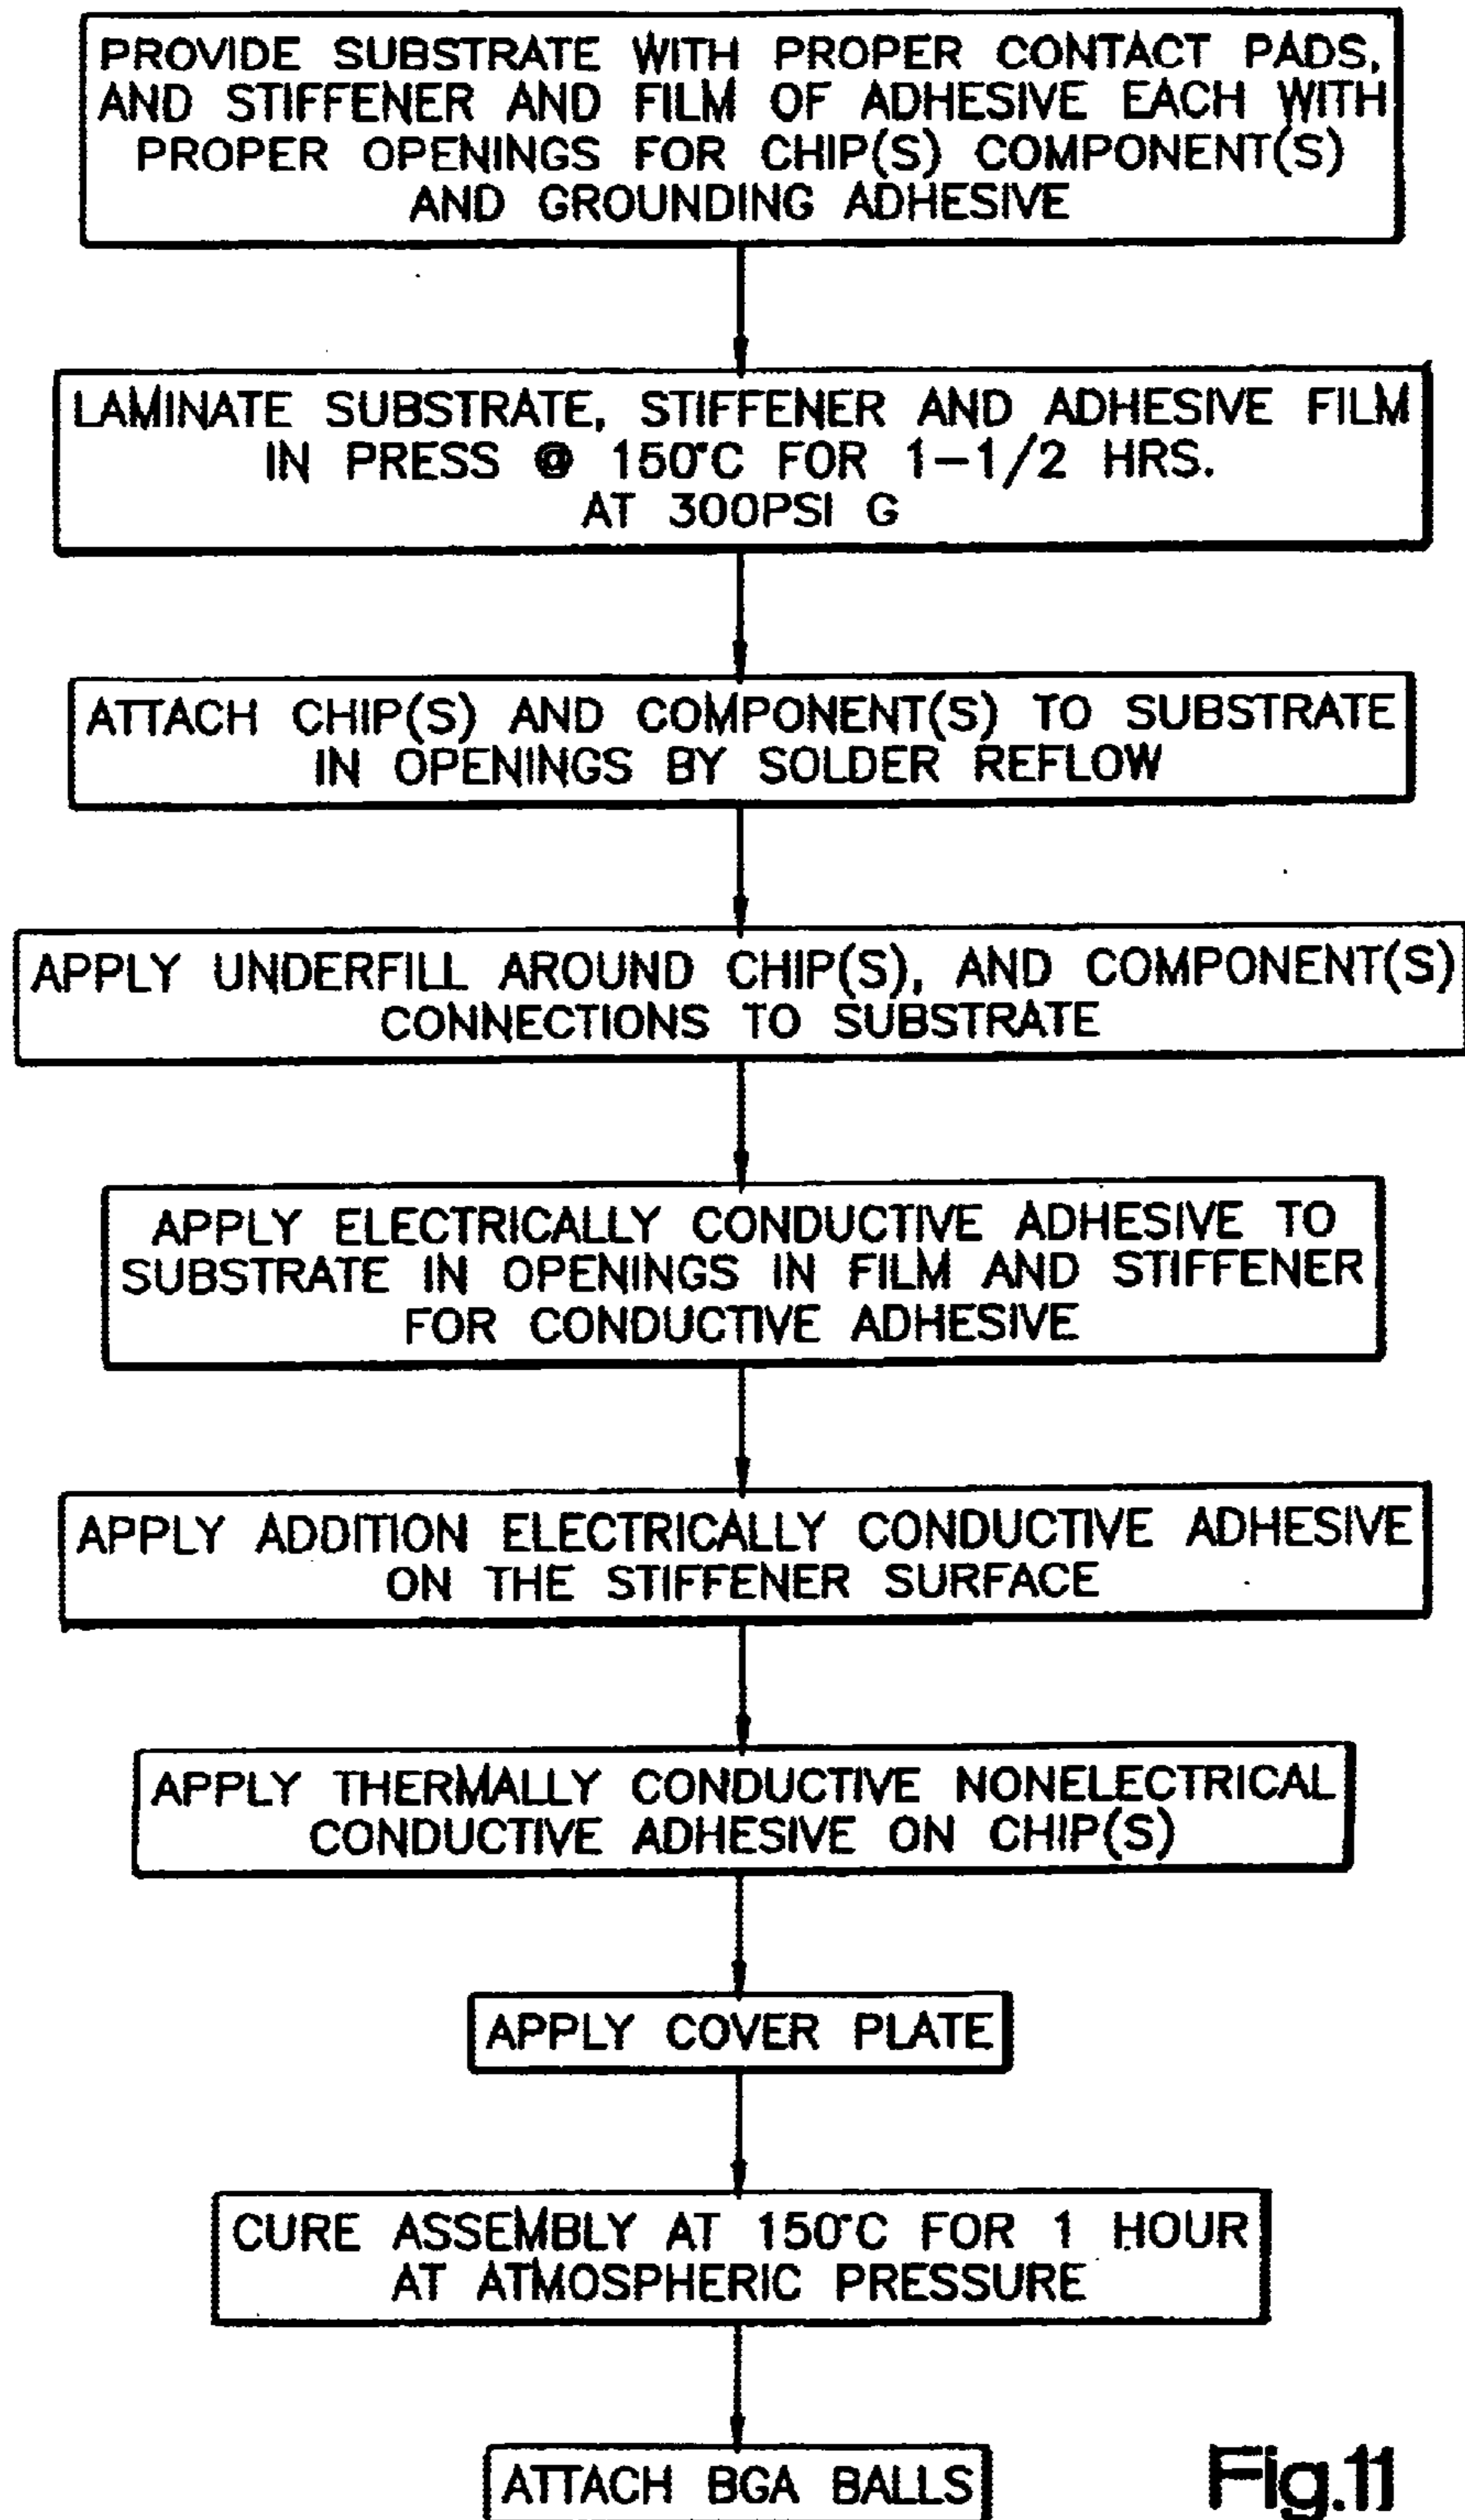 PROVIDE SUBSTRATE WITH PROPER CONTACT PADS,
AND STIFFENER AND FILM OF ADHESIVE EACH WITH
PROPER OPENINGS FOR CHIP(S) COMPONENT(S)
AND GROUNDING ADHESIVE
LAMINATE SUBSTRATE, STIFFENER AND ADHESIVE FILM
IN PRESS @ 150°C FOR 1-1/2 HRS.
AT 300PSI G
ATTACH CHIP(S) AND COMPONENT(S) TO SUBSTRATE
IN OPENINGS BY SOLDER REFLOW
APPLY UNDERFILL AROUND CHIP(S), AND COMPONENT(S)
CONNECTIONS TO SUBSTRATE
APPLY ELECTRICALLY CONDUCTIVE ADHESIVE TO
SUBSTRATE IN OPENINGS IN FILM AND STIFFENER
FOR CONDUCTIVE ADHESIVE
APPLY ADDITION ELECTRICALLY CONDUCTIVE ADHESIVE
ON THE STIFFENER SURFACE
APPLY THERMALLY CONDUCTIVE NONELECTRICAL
CONDUCTIVE ADHESIVE ON CHIP(S)
APPLY COVER PLATE
CURE ASSEMBLY AT 150°C FOR 1 HOUR
AT ATMOSPHERIC PRESSURE
ATTACH BGA BALLS
Fig.11